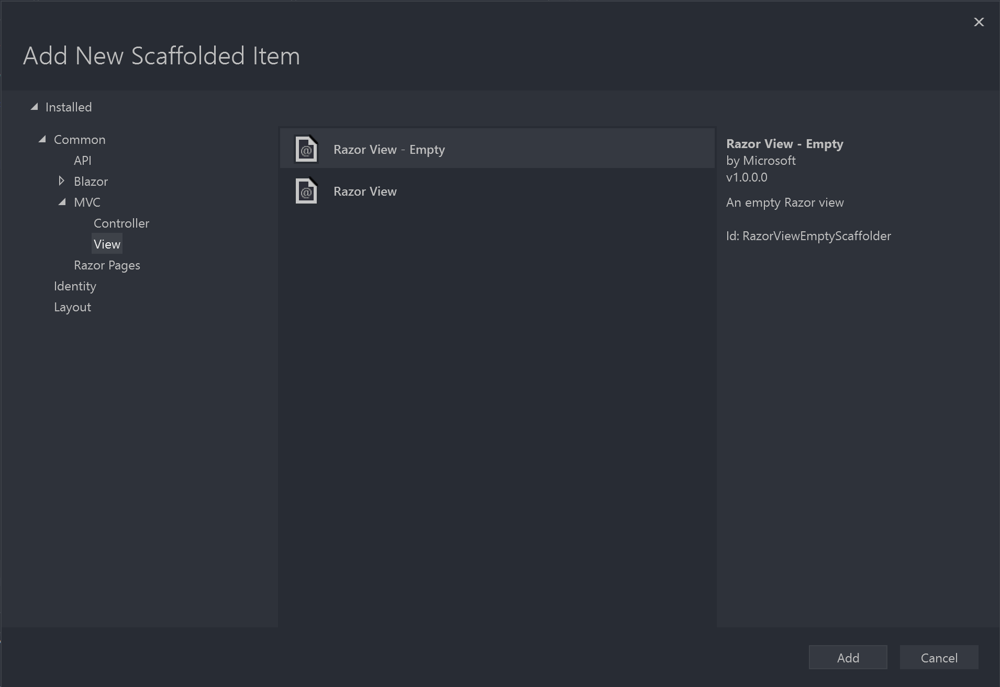 Add New Scaffolded Item
Installed
Common
API
Blazor
MVC
Controller
View
Razor Pages
Identity
Layout
Razor View - Empty
Razor View
Razor View - Empty
by Microsoft
v1.0.0.0
An empty Razor view
Id: RazorViewEmptyScaffolder
Add
Cancel